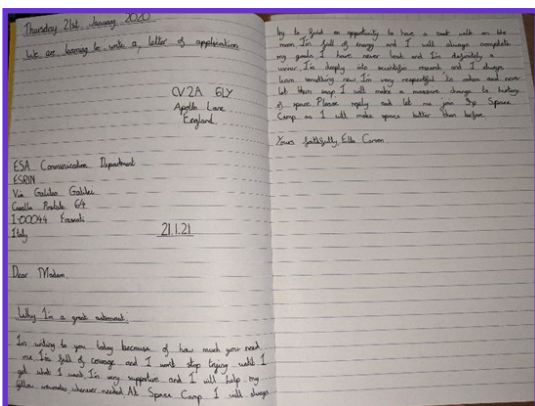 Thursday 21st January 2020
We are learning to write a letter of application
CV2A 6LY
Apollo Lane
England
ESA Communication Department
ESRIN
Via Galileo Galilei
Casella Postale 64
I-00044 Frascati
Italy
21.1.21
Dear Madam,
Why I'm a great astronaut:
I'm writing to you today because of how much you need
me. I'm full of courage and I won't stop trying until I
get what I want. I'm very supportive and I will help my
fellow whenever needed. At Space Camp I will always
try to find an opportunity to have a walk on the
moon. I'm full of energy and I will always complete
my goals. I have never lost and I'm definitely a
winner. I'm deeply into scientific research and I always
learn something new. I'm very respectful to others and never
let them I will make a massive change to history
of space. Please reply and let me join Space
Camp as I will make space better than before.
Yours faithfully, Ella